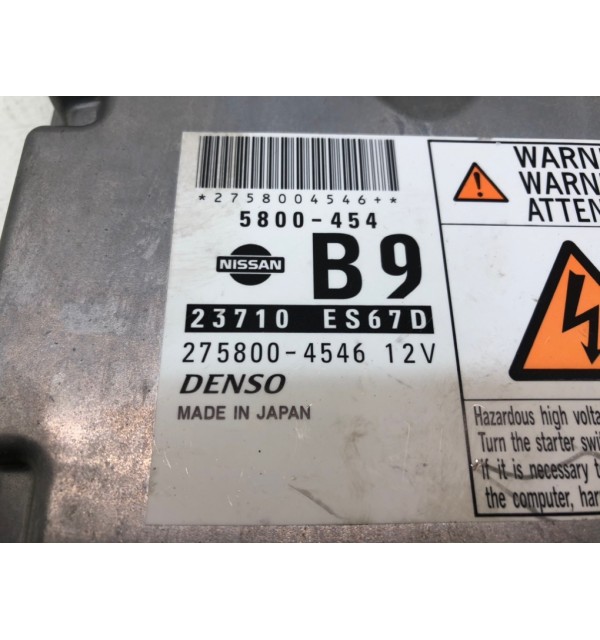 *2758004546+*
5800-454
NISSAN
B9
23710 ES67D
275800-4546 12V
DENSO
MADE IN JAPAN
WARN
WARN
ATTEN
Hazardous high volta
Turn the starter swi
if it is necessary t
the computer, har